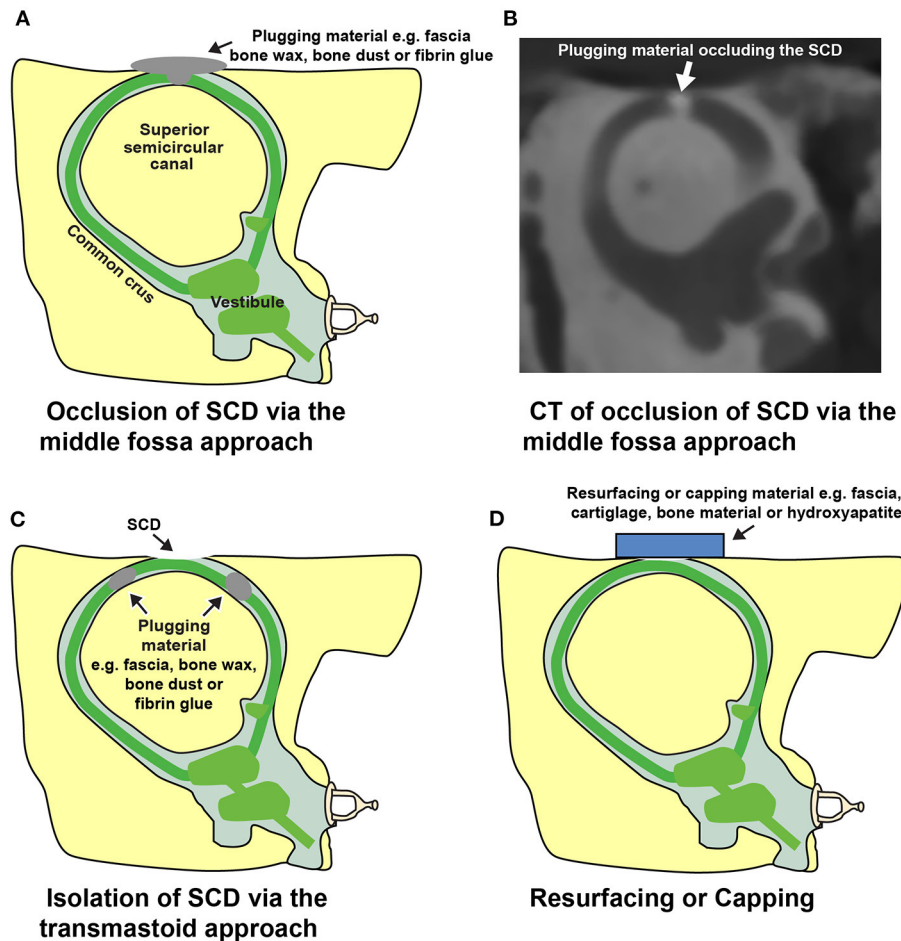 A
Plugging material e.g. fascia
bone wax, bone dust or fibrin glue
Superior
semicircular
canal
Common crus
Vestibule
Occlusion of SCD via the
middle fossa approach
B
Plugging material occluding the SCD
CT of occlusion of SCD via the
middle fossa approach
C
SCD
Plugging
material
e.g. fascia, bone wax,
bone dust or
fibrin glue
Isolation of SCD via the
transmastoid approach
D
Resurfacing or capping material e.g. fascia,
cartiglage, bone material or hydroxyapatite
Resurfacing or Capping